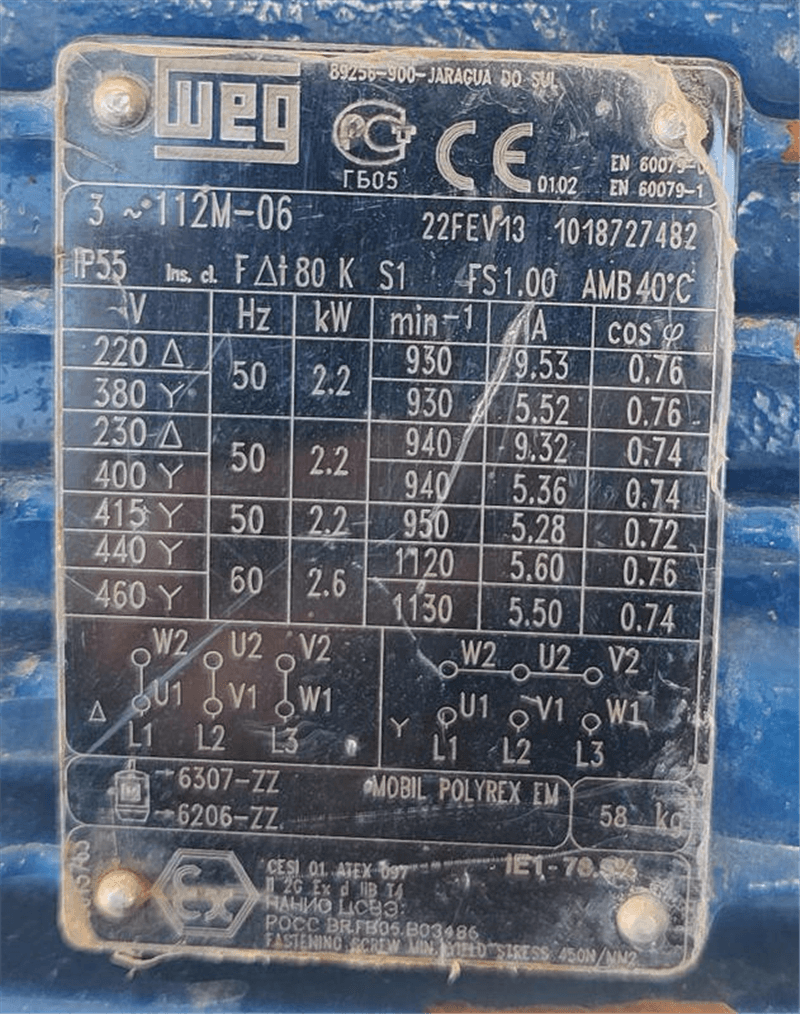 89256-900-JARAGUA DO SUL
WEG
PCT
ГБ05
CE 01.02
EN 60079-0
EN 60079-1
3 ~ 112M-06 22FEV13 1018727482
IP55 Ins. cl. F Δt 80 K S1 FS 1.00 AMB 40°C
V Hz kW min-1 A cos φ
220 Δ 50 2.2 930 9.53 0.76
380 Y 930 5.52 0.76
230 Δ 50 2.2 940 9.32 0.74
400 Y 940 5.36 0.74
415 Y 50 2.2 950 5.28 0.72
440 Y 60 2.6 1120 5.60 0.76
460 Y 1130 5.50 0.74
W2 U2 V2 W2 U2 V2
Δ U1 V1 W1 Y U1 V1 W1
L1 L2 L3 L1 L2 L3
6307-ZZ MOBIL POLYREX EM
6206-ZZ 58 kg
Ex
CESI 01 ATEX 097 IE1-
II 2G Ex d IIB T4
НАНИО ЦСВЭ
РОСС BR.ГБ05.B03486
FASTENING SCREW MIN. YIELD STRESS 450N/MM2